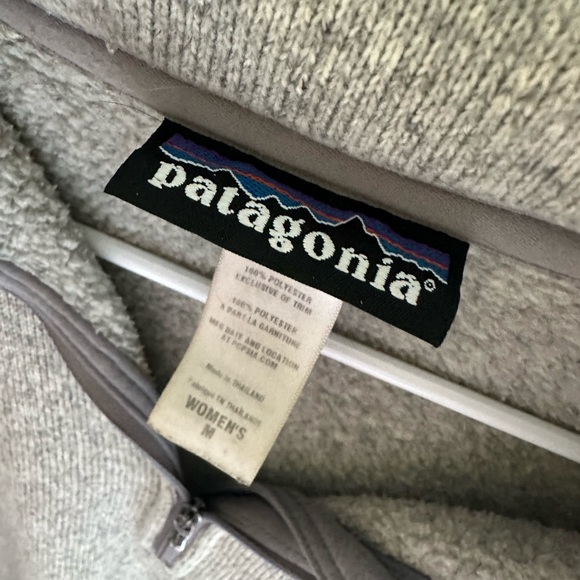 patagonia®
100% POLYESTER
EXCLUSIVE OF TRIM
100% POLYESTER
À PART LA GARNITURE
MFG DATE AND LOCATION
AT PCPSIA.COM
Made in THAILAND
Fabriqué EN THAÏLANDE
WOMEN'S
M